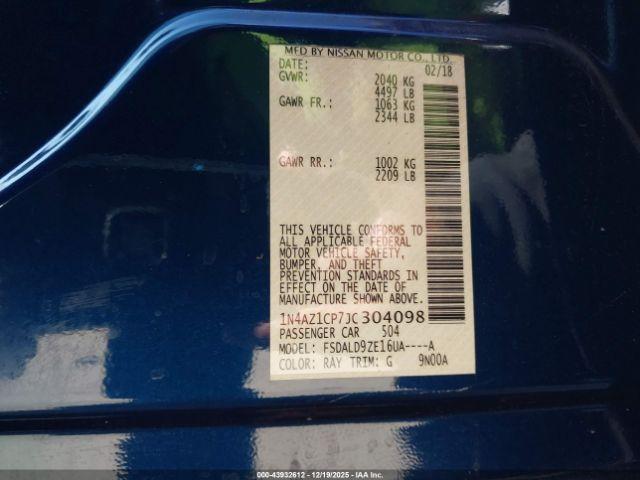 MFD BY NISSAN MOTOR CO., LTD.
DATE: 02/18
GVWR: 2040 KG
4497 LB
GAWR FR.: 1063 KG
2344 LB
GAWR RR.: 1002 KG
2209 LB
THIS VEHICLE CONFORMS TO
ALL APPLICABLE FEDERAL
MOTOR VEHICLE SAFETY,
BUMPER, AND THEFT
PREVENTION STANDARDS IN
EFFECT ON THE DATE OF
MANUFACTURE SHOWN ABOVE.
1N4AZ1CP7JC304098
PASSENGER CAR 504
MODEL: FSDALD9ZE16UA----A
COLOR: RAY TRIM: G 9N00A
000-43932612 - 12/19/2025 - IAA Inc.